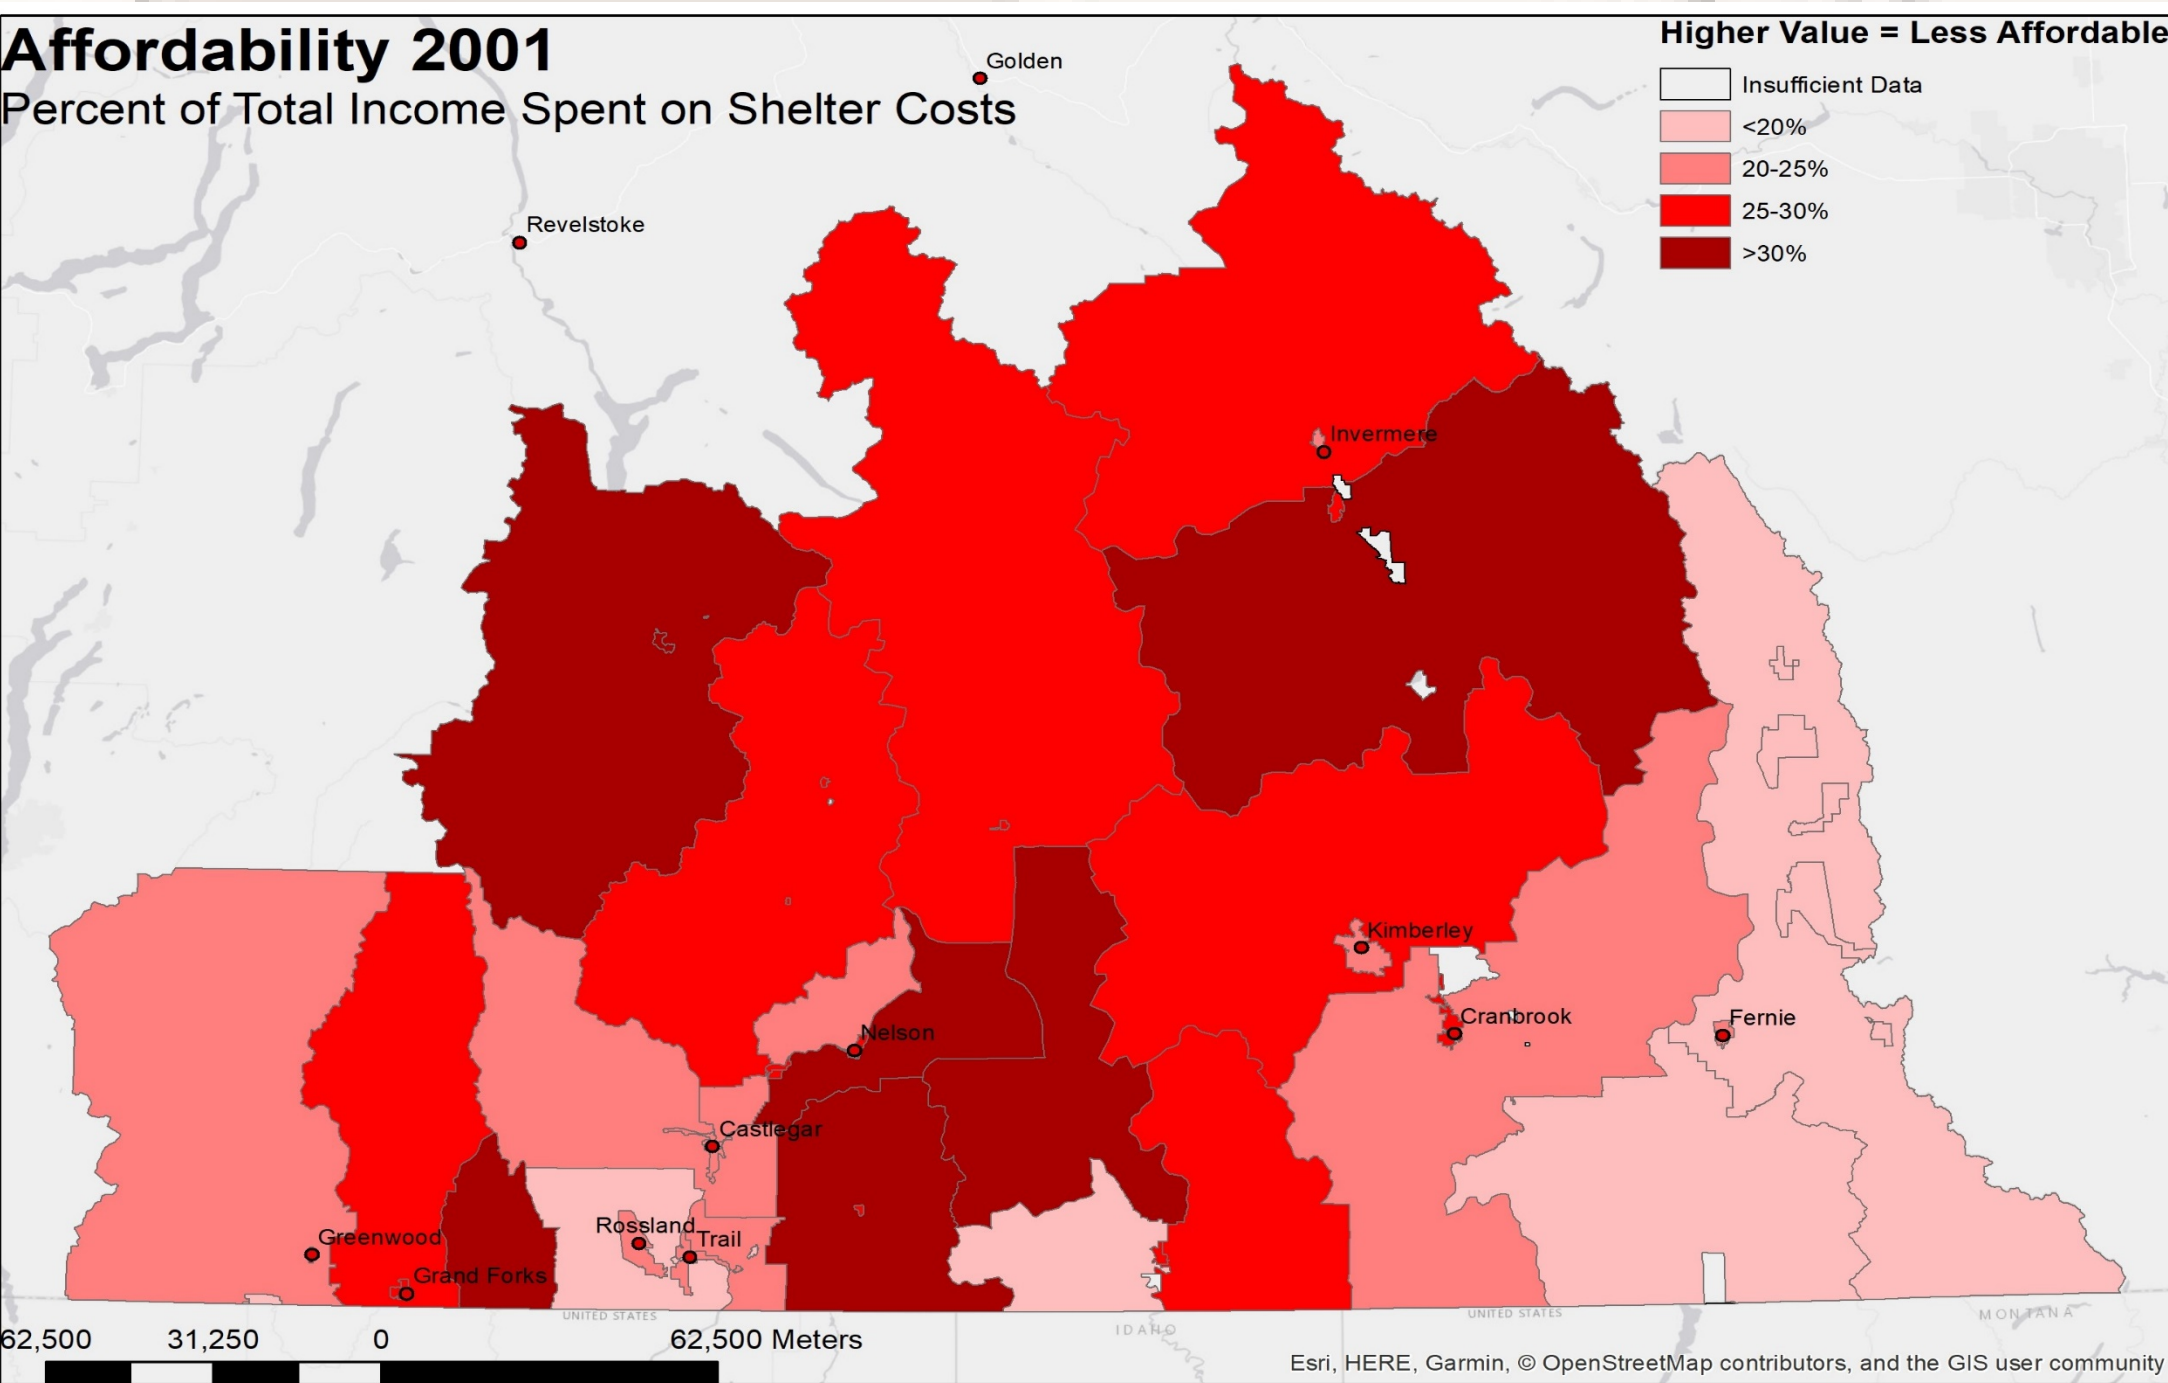 Affordability 2001
Percent of Total Income Spent on Shelter Costs
Higher Value = Less Affordable
Insufficient Data
<20%
20-25%
25-30%
>30%
Golden
Revelstoke
Invermere
Kimberley
Cranbrook
Fernie
Nelson
Castlegar
Rossland
Trail
Greenwood
Grand Forks
UNITED STATES
UNITED STATES
IDAHO
MONTANA
62,500 31,250 0 62,500 Meters
Esri, HERE, Garmin, © OpenStreetMap contributors, and the GIS user community